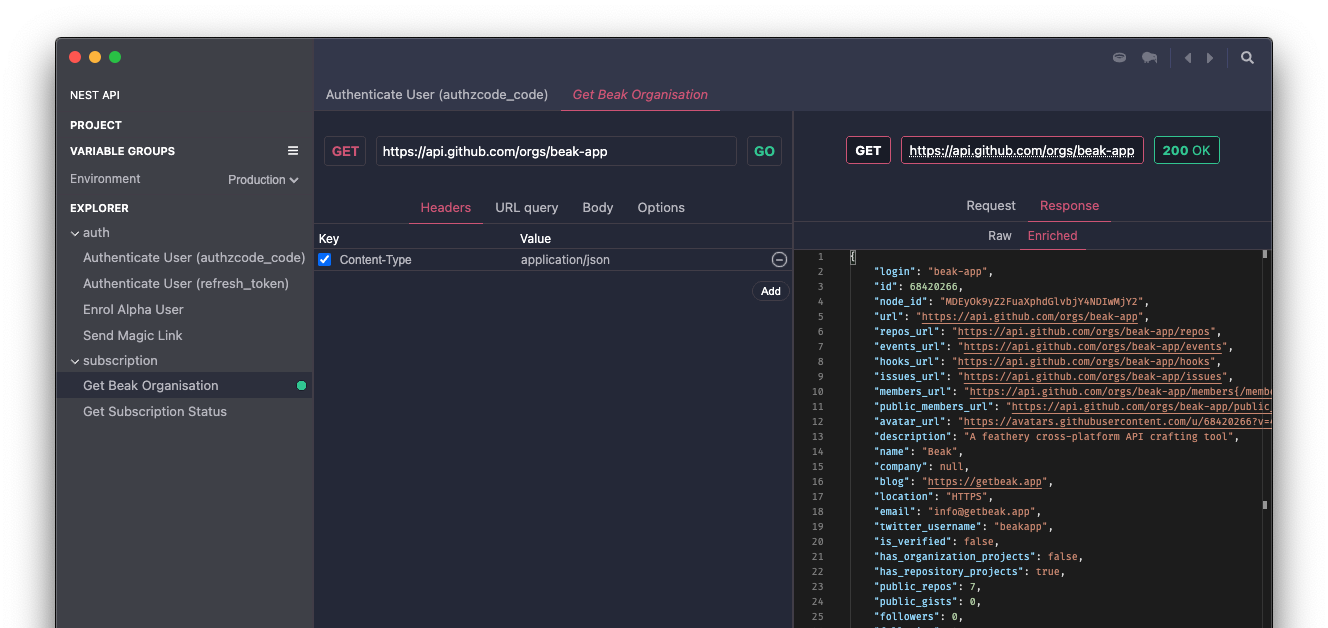 NEST API
PROJECT
VARIABLE GROUPS
Environment Production
EXPLORER
auth
Authenticate User (authzcode_code)
Authenticate User (refresh_token)
Enrol Alpha User
Send Magic Link
subscription
Get Beak Organisation
Get Subscription Status
Authenticate User (authzcode_code) Get Beak Organisation
GET https://api.github.com/orgs/beak-app GO
Headers URL query Body Options
Key Value
Content-Type application/json
Add
GET https://api.github.com/orgs/beak-app 200 OK
Request Response
Raw Enriched
1 {
2 "login": "beak-app",
3 "id": 68420266,
4 "node_id": "MDEyOk9yZ2FuaXphdGlvbjY4NDIwMjY2",
5 "url": "https://api.github.com/orgs/beak-app",
6 "repos_url": "https://api.github.com/orgs/beak-app/repos",
7 "events_url": "https://api.github.com/orgs/beak-app/events",
8 "hooks_url": "https://api.github.com/orgs/beak-app/hooks",
9 "issues_url": "https://api.github.com/orgs/beak-app/issues",
10 "members_url": "https://api.github.com/orgs/beak-app/members{/membe
11 "public_members_url": "https://api.github.com/orgs/beak-app/public_
12 "avatar_url": "https://avatars.githubusercontent.com/u/68420266?v=4
13 "description": "A feathery cross-platform API crafting tool",
14 "name": "Beak",
15 "company": null,
16 "blog": "https://getbeak.app",
17 "location": "HTTPS",
18 "email": "info@getbeak.app",
19 "twitter_username": "beakapp",
20 "is_verified": false,
21 "has_organization_projects": false,
22 "has_repository_projects": true,
23 "public_repos": 7,
24 "public_gists": 0,
25 "followers": 0,